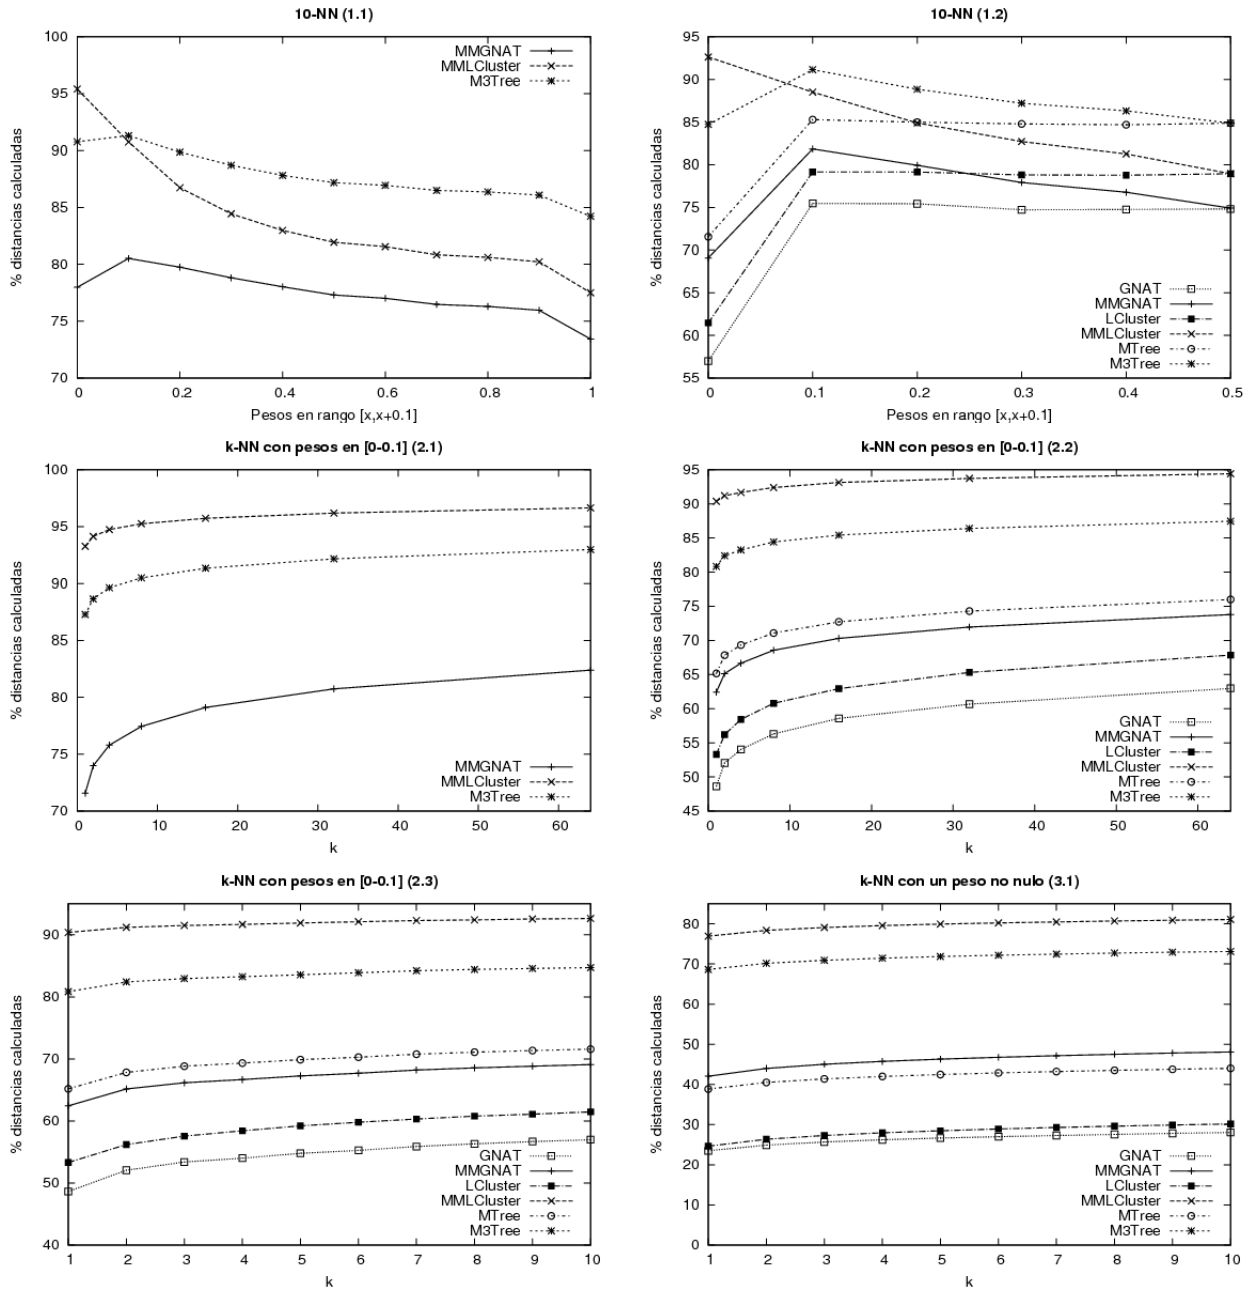 10-NN (1.1)
100
95
90
85
80
75
70
% distancias calculadas
MMGNAT
MMLCluster
M3Tree
0 0.2 0.4 0.6 0.8 1
Pesos en rango [x,x+0.1]
10-NN (1.2)
95
90
85
80
75
70
65
60
55
% distancias calculadas
GNAT
MMGNAT
LCluster
MMLCluster
MTree
M3Tree
0 0.1 0.2 0.3 0.4 0.5
Pesos en rango [x,x+0.1]
k-NN con pesos en [0-0.1] (2.1)
100
95
90
85
80
75
70
% distancias calculadas
MMGNAT
MMLCluster
M3Tree
0 10 20 30 40 50 60
k
k-NN con pesos en [0-0.1] (2.2)
95
90
85
80
75
70
65
60
55
50
45
% distancias calculadas
GNAT
MMGNAT
LCluster
MMLCluster
MTree
M3Tree
0 10 20 30 40 50 60
k
k-NN con pesos en [0-0.1] (2.3)
90
80
70
60
50
40
% distancias calculadas
GNAT
MMGNAT
LCluster
MMLCluster
MTree
M3Tree
1 2 3 4 5 6 7 8 9 10
k
k-NN con un peso no nulo (3.1)
80
70
60
50
40
30
20
10
0
% distancias calculadas
GNAT
MMGNAT
LCluster
MMLCluster
MTree
M3Tree
1 2 3 4 5 6 7 8 9 10
k